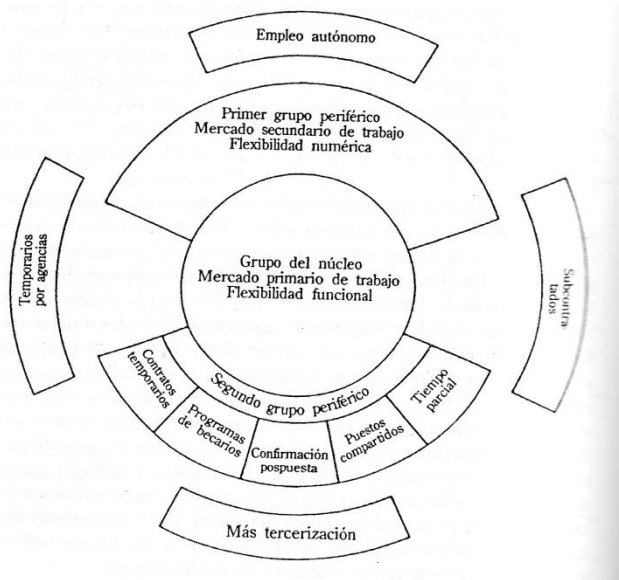 Empleo autónomo
Primer grupo periférico
Mercado secundario de trabajo
Flexibilidad numérica
Temporarios
por agencias
Grupo del núcleo
Mercado primario de trabajo
Flexibilidad funcional
Subcontra-
tados
Segundo grupo periférico
Contratos
temporarios
Programas
de becarios
Confirmación
pospuesta
Puestos
compartidos
Tiempo
parcial
Más tercerización